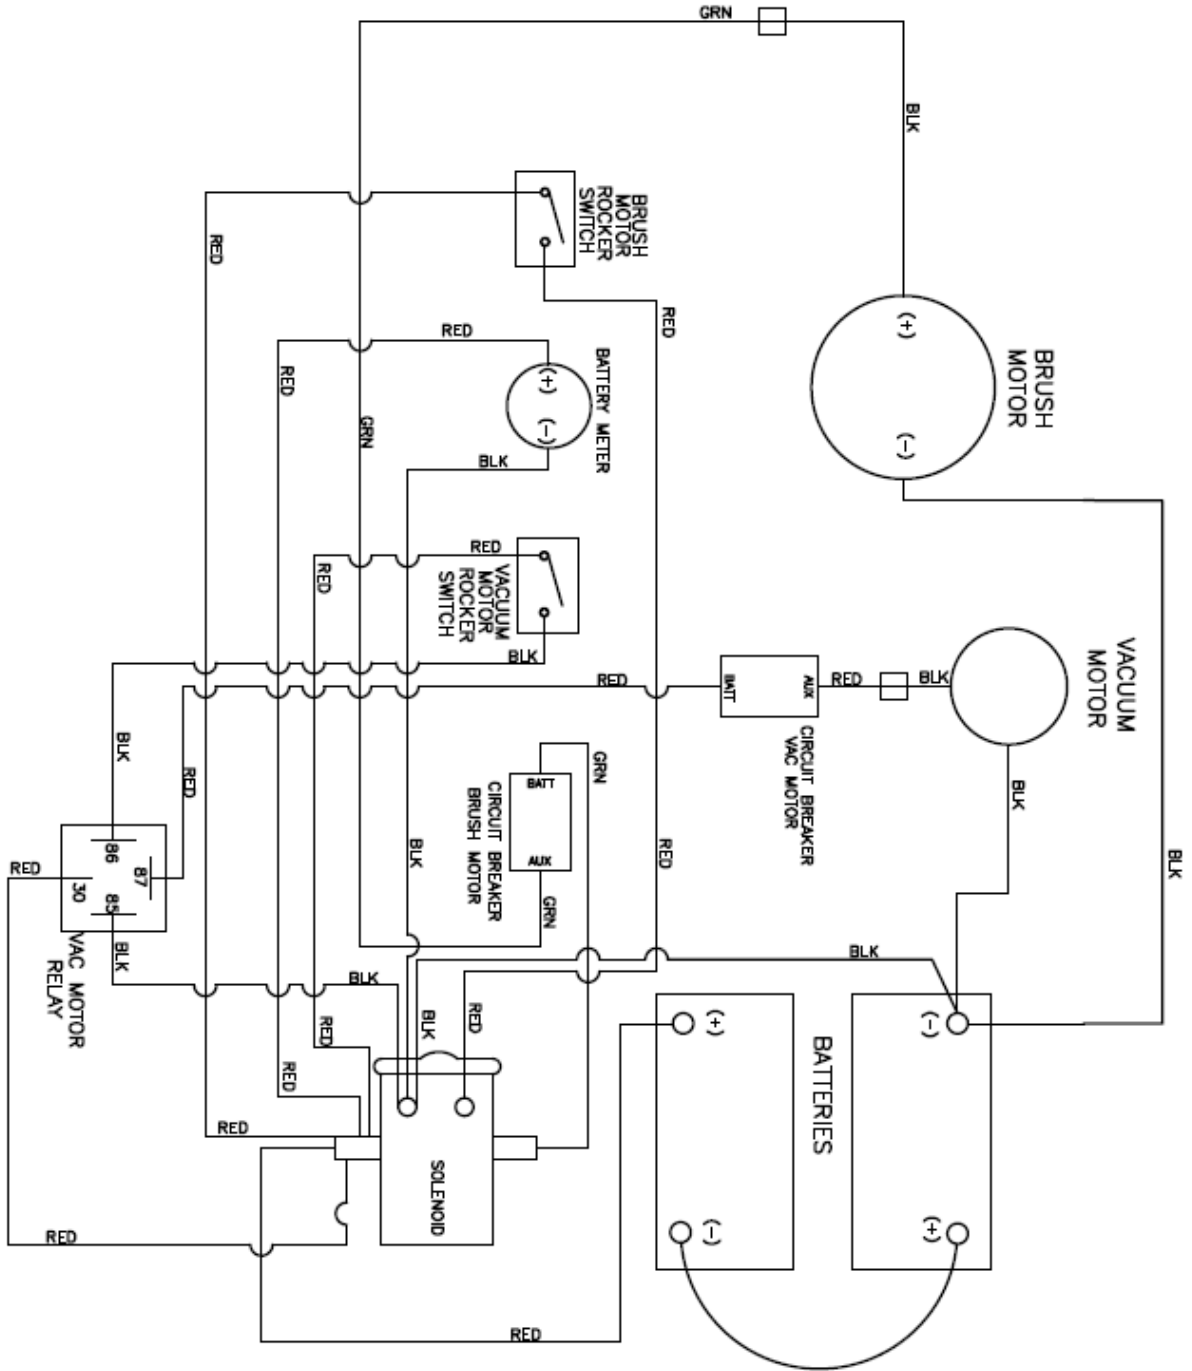 GRN
BLK
BRUSH
MOTOR
ROCKER
SWITCH
RED
RED
(+)
(-)
BRUSH
MOTOR
RED
RED
BATTERY METER
(+)
(-)
GRN
BLK
RED
RED
VACUUM
MOTOR
ROCKER
SWITCH
BLK
RED
BATT
AUX
RED
BLK
CIRCUIT BREAKER
VAC MOTOR
VACUUM
MOTOR
BLK
BLK
RED
GRN
BATT
AUX
CIRCUIT BREAKER
BRUSH MOTOR
GRN
BLK
RED
BLK
RED
86
87
30
85
VAC MOTOR
RELAY
BLK
BLK
BLK
BLK
RED
RED
RED
RED
SOLENOID
(+)
(-)
(-)
(+)
BATTERIES
RED
RED